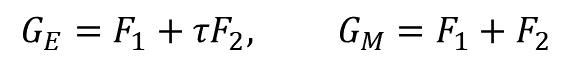 G_E = F_1 + τF_2,   G_M = F_1 + F_2